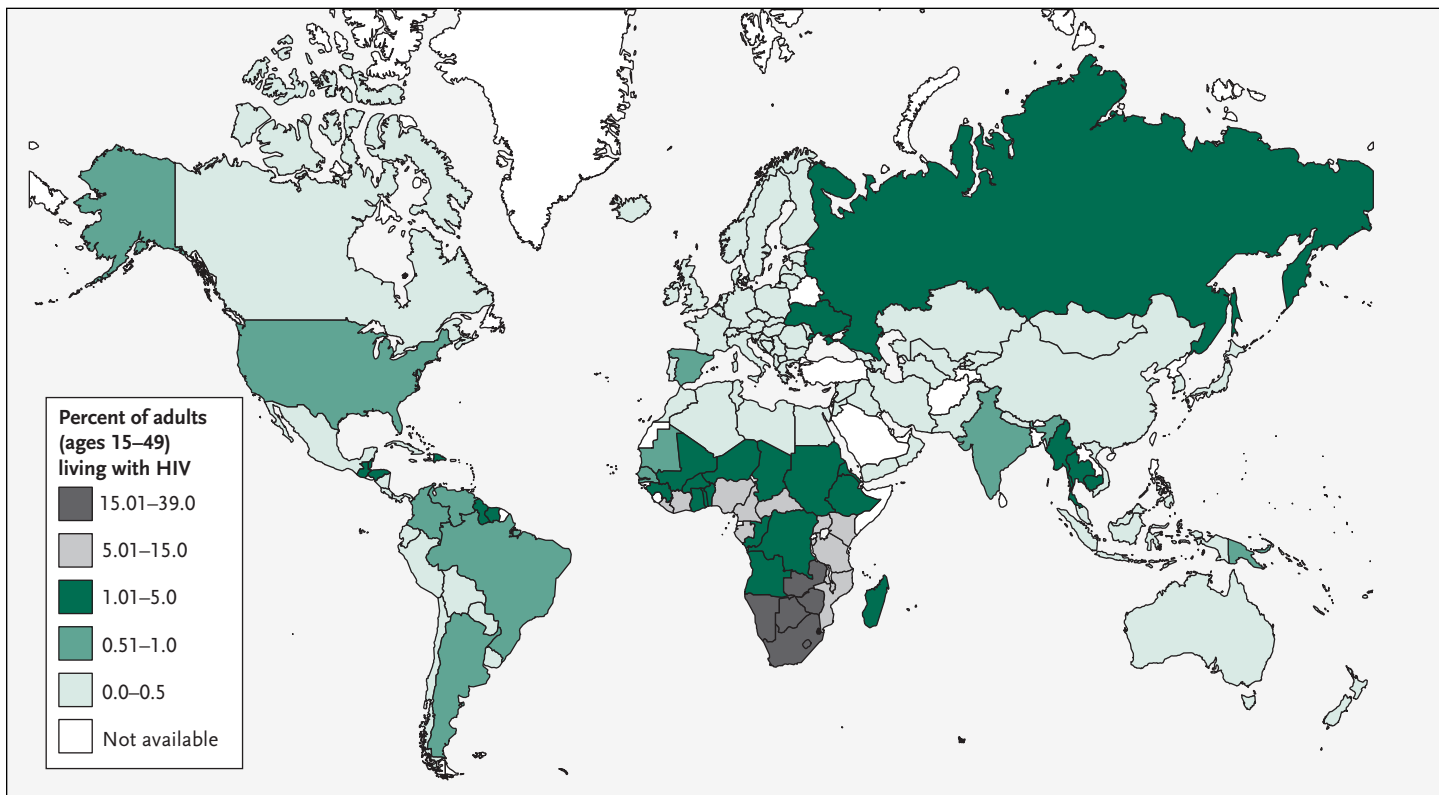 Percent of adults
(ages 15–49)
living with HIV
15.01–39.0
5.01–15.0
1.01–5.0
0.51–1.0
0.0–0.5
Not available